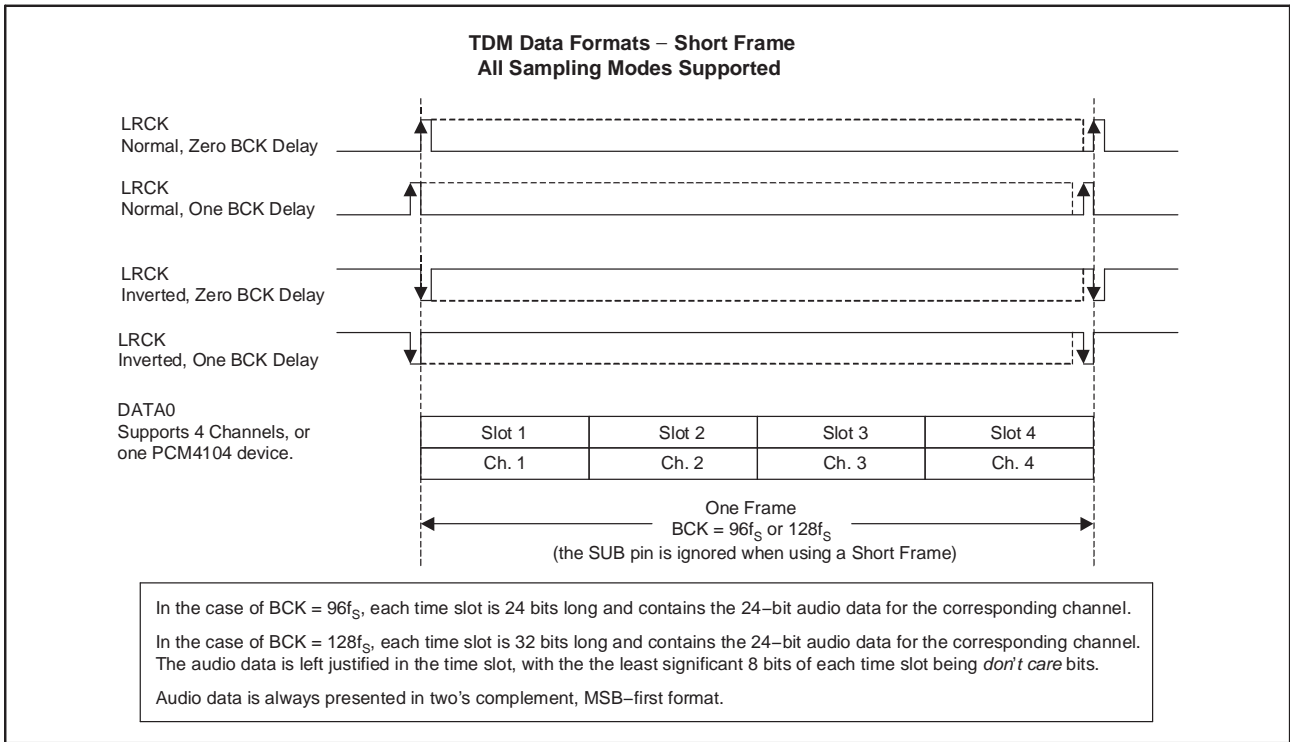 TDM Data Formats − Short Frame
All Sampling Modes Supported
LRCK
Normal, Zero BCK Delay
LRCK
Normal, One BCK Delay
LRCK
Inverted, Zero BCK Delay
LRCK
Inverted, One BCK Delay
DATA0
Supports 4 Channels, or
one PCM4104 device.
Slot 1 Slot 2 Slot 3 Slot 4
Ch. 1 Ch. 2 Ch. 3 Ch. 4
One Frame
BCK = 96fS or 128fS
(the SUB pin is ignored when using a Short Frame)
In the case of BCK = 96fS, each time slot is 24 bits long and contains the 24−bit audio data for the corresponding channel.
In the case of BCK = 128fS, each time slot is 32 bits long and contains the 24−bit audio data for the corresponding channel.
The audio data is left justified in the time slot, with the the least significant 8 bits of each time slot being don't care bits.
Audio data is always presented in two's complement, MSB−first format.